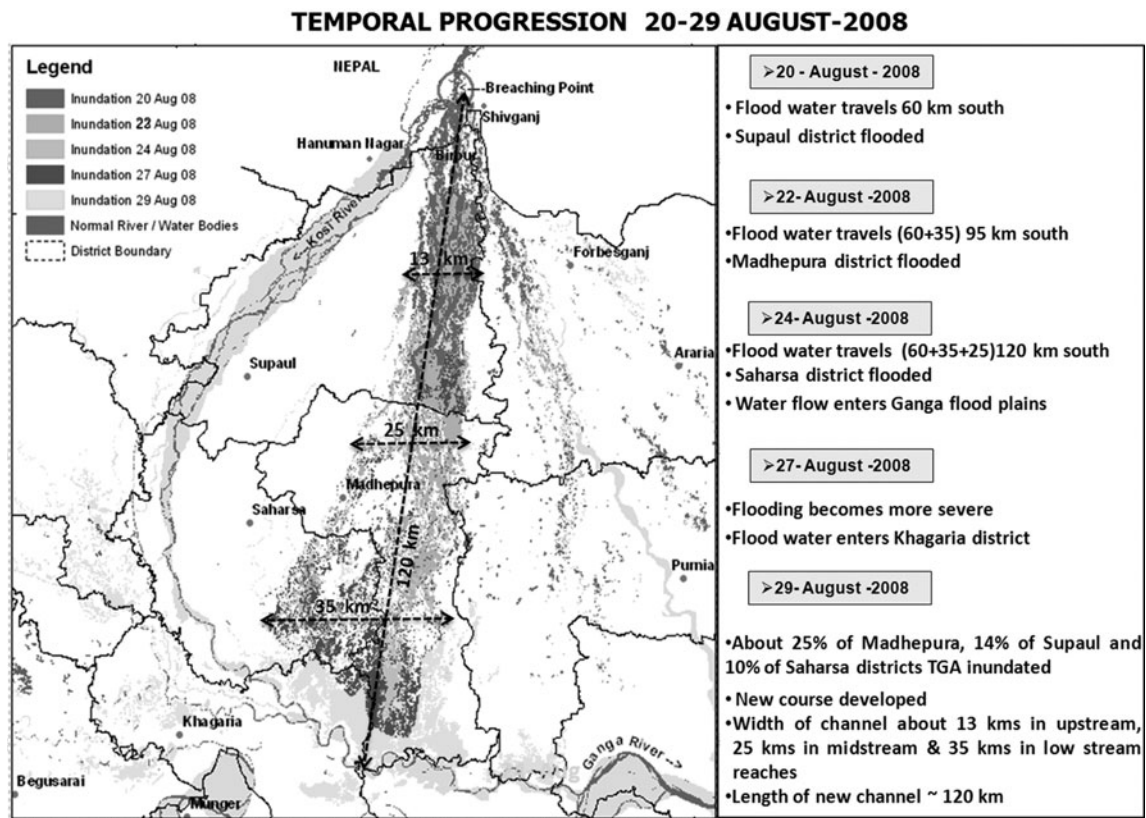 TEMPORAL PROGRESSION 20-29 AUGUST-2008
Legend
Inundation 20 Aug 08
Inundation 23 Aug 08
Inundation 24 Aug 08
Inundation 27 Aug 08
Inundation 29 Aug 08
Normal River / Water Bodies
District Boundary
NEPAL
Breaching Point
Shivganj
Hanuman Nagar
Birpur
Kosi River
13 km
Forbesganj
Supaul
Araria
25 km
Madhepura
Saharsa
120 km
Purnia
35 km
Khagaria
Ganga River
Begusarai
Munger
➢20 - August - 2008
• Flood water travels 60 km south
• Supaul district flooded
➢22- August -2008
•Flood water travels (60+35) 95 km south
•Madhepura district flooded
➢24- August -2008
•Flood water travels (60+35+25)120 km south
• Saharsa district flooded
• Water flow enters Ganga flood plains
➢27- August -2008
•Flooding becomes more severe
•Flood water enters Khagaria district
➢29- August -2008
•About 25% of Madhepura, 14% of Supaul and
10% of Saharsa districts TGA inundated
• New course developed
•Width of channel about 13 kms in upstream,
25 kms in midstream & 35 kms in low stream
reaches
•Length of new channel ~ 120 km